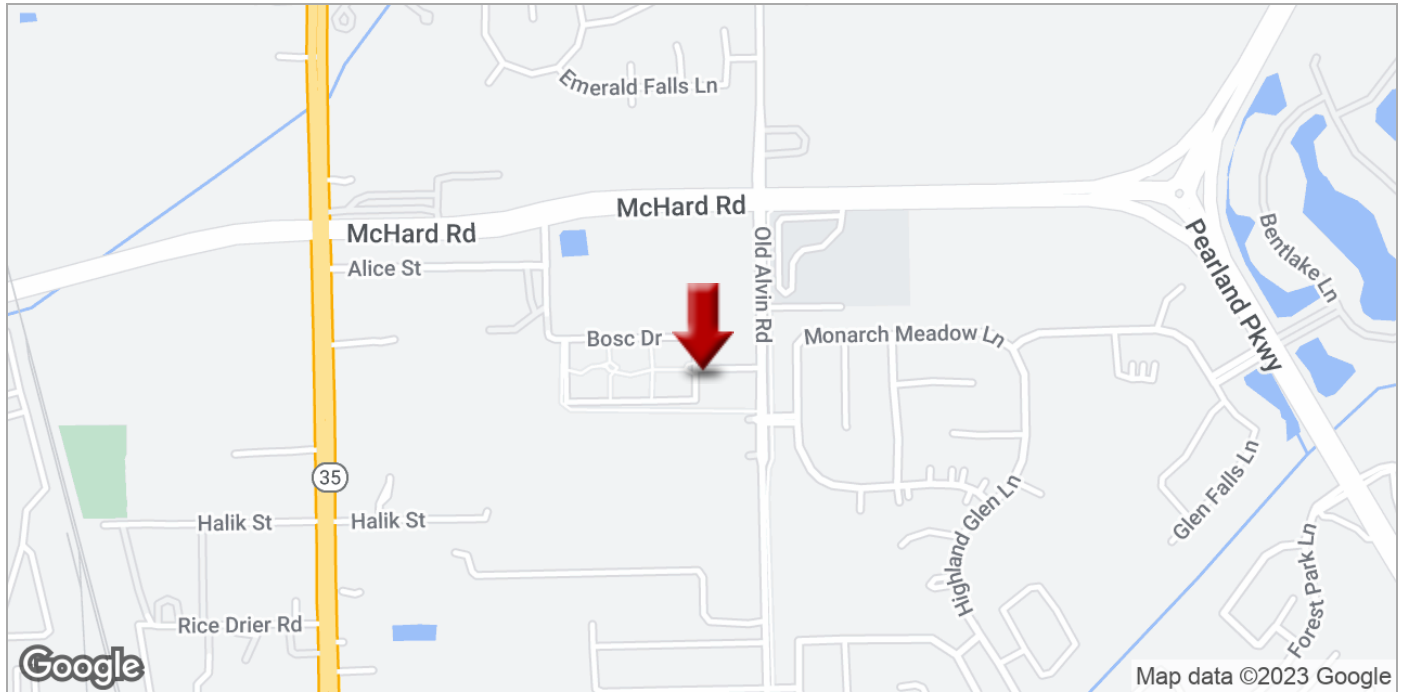 Emerald Falls Ln
McHard Rd
McHard Rd
Old Alvin Rd
Pearland Pkwy
Bentlake Ln
Alice St
Bosc Dr
Monarch Meadow Ln
35
Halik St
Halik St
Highland Glen Ln
Glen Falls Ln
Forest Park Ln
Rice Drier Rd
Google
Map data ©2023 Google